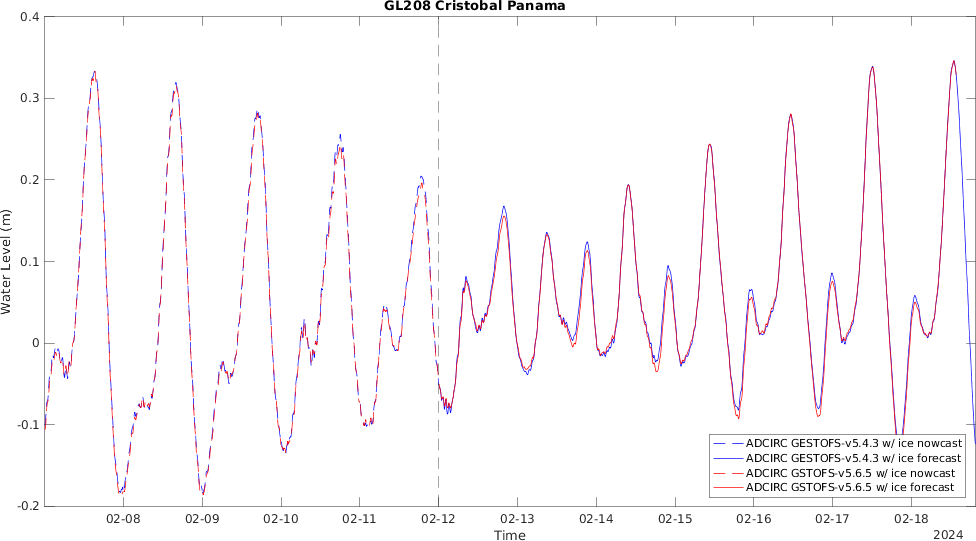 GL208 Cristobal Panama
0.4
0.3
0.2
0.1
0
-0.1
-0.2
Water Level (m)
ADCIRC GESTOFS-v5.4.3 w/ ice nowcast
ADCIRC GESTOFS-v5.4.3 w/ ice forecast
ADCIRC GSTOFS-v5.6.5 w/ ice nowcast
ADCIRC GSTOFS-v5.6.5 w/ ice forecast
02-08 02-09 02-10 02-11 02-12 02-13 02-14 02-15 02-16 02-17 02-18
Time
2024